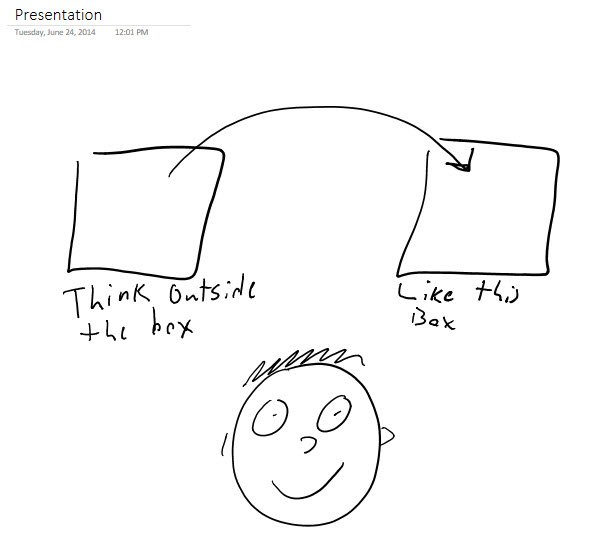 Presentation
Tuesday, June 24, 2014 12:01 PM
Think Outside
the box
Like this
Box